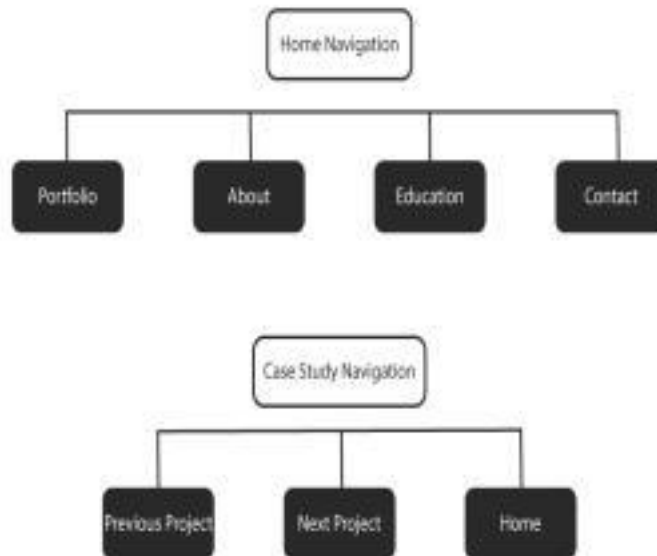 Home Navigation
Portfolio
About
Education
Contact
Case Study Navigation
Previous Project
Next Project
Home